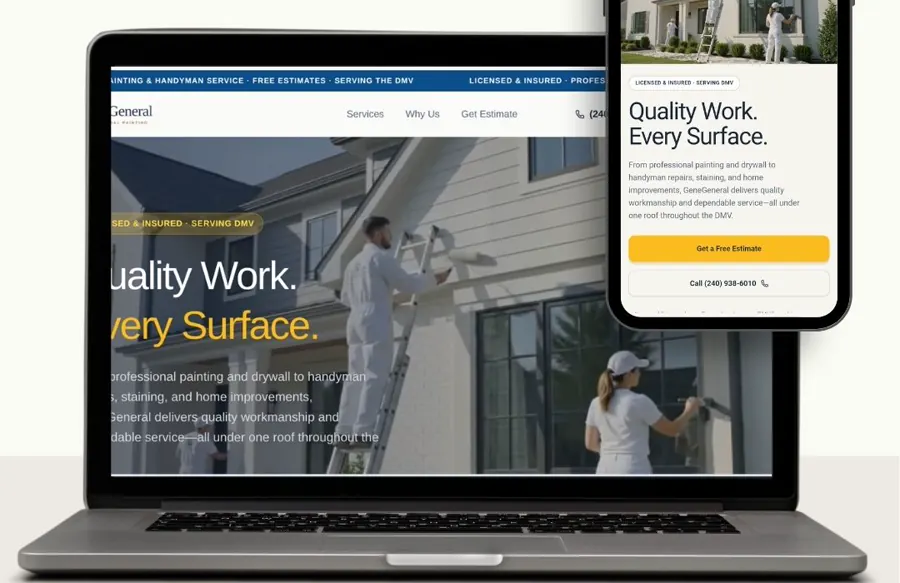 AINTING & HANDYMAN SERVICE · FREE ESTIMATES · SERVING THE DMV
LICENSED & INSURED · PROFES
General
Services
Why Us
Get Estimate
(240
SED & INSURED · SERVING DMV
uality Work.
very Surface.
professional painting and drywall to handyman
s, staining, and home improvements,
General delivers quality workmanship and
dable service—all under one roof throughout the
LICENSED & INSURED · SERVING DMV
Quality Work.
Every Surface.
From professional painting and drywall to
handyman repairs, staining, and home
improvements, GeneGeneral delivers quality
workmanship and dependable service—all under
one roof throughout the DMV.
Get a Free Estimate
Call (240) 938-6010